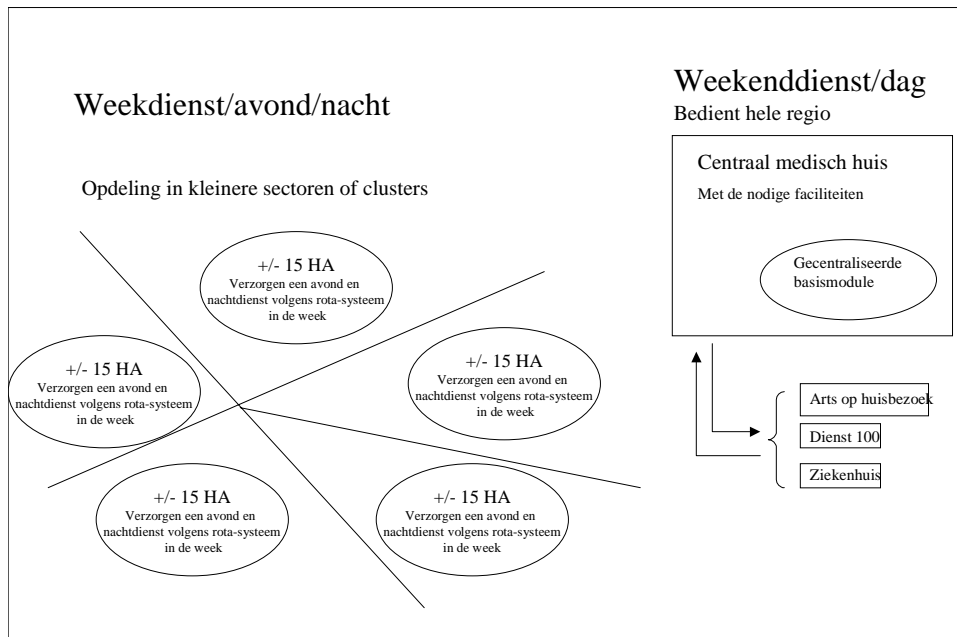 Weekdienst/avond/nacht
Opdeling in kleinere sectoren of clusters
+/- 15 HA
Verzorgen een avond en
nachtdienst volgens rota-systeem
in de week
+/- 15 HA
Verzorgen een avond en
nachtdienst volgens rota-systeem
in de week
+/- 15 HA
Verzorgen een avond en
nachtdienst volgens rota-systeem
in de week
+/- 15 HA
Verzorgen een avond en
nachtdienst volgens rota-systeem
in de week
+/- 15 HA
Verzorgen een avond en
nachtdienst volgens rota-systeem
in de week
Weekenddienst/dag
Bedient hele regio
Centraal medisch huis
Met de nodige faciliteiten
Gecentraliseerde
basismodule
Arts op huisbezoek
Dienst 100
Ziekenhuis